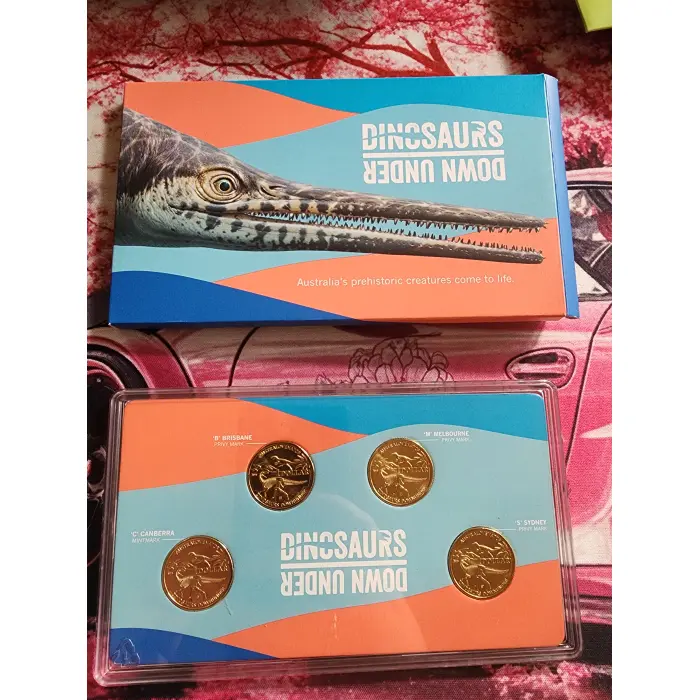 DINOSAURS
DOWN UNDER
Australia's prehistoric creatures come to life.
'B' BRISBANE
PRIVY MARK
'M' MELBOURNE
PRIVY MARK
'C' CANBERRA
MINTMARK
'S' SYDNEY
PRIVY MARK
DINOSAURS
DOWN UNDER